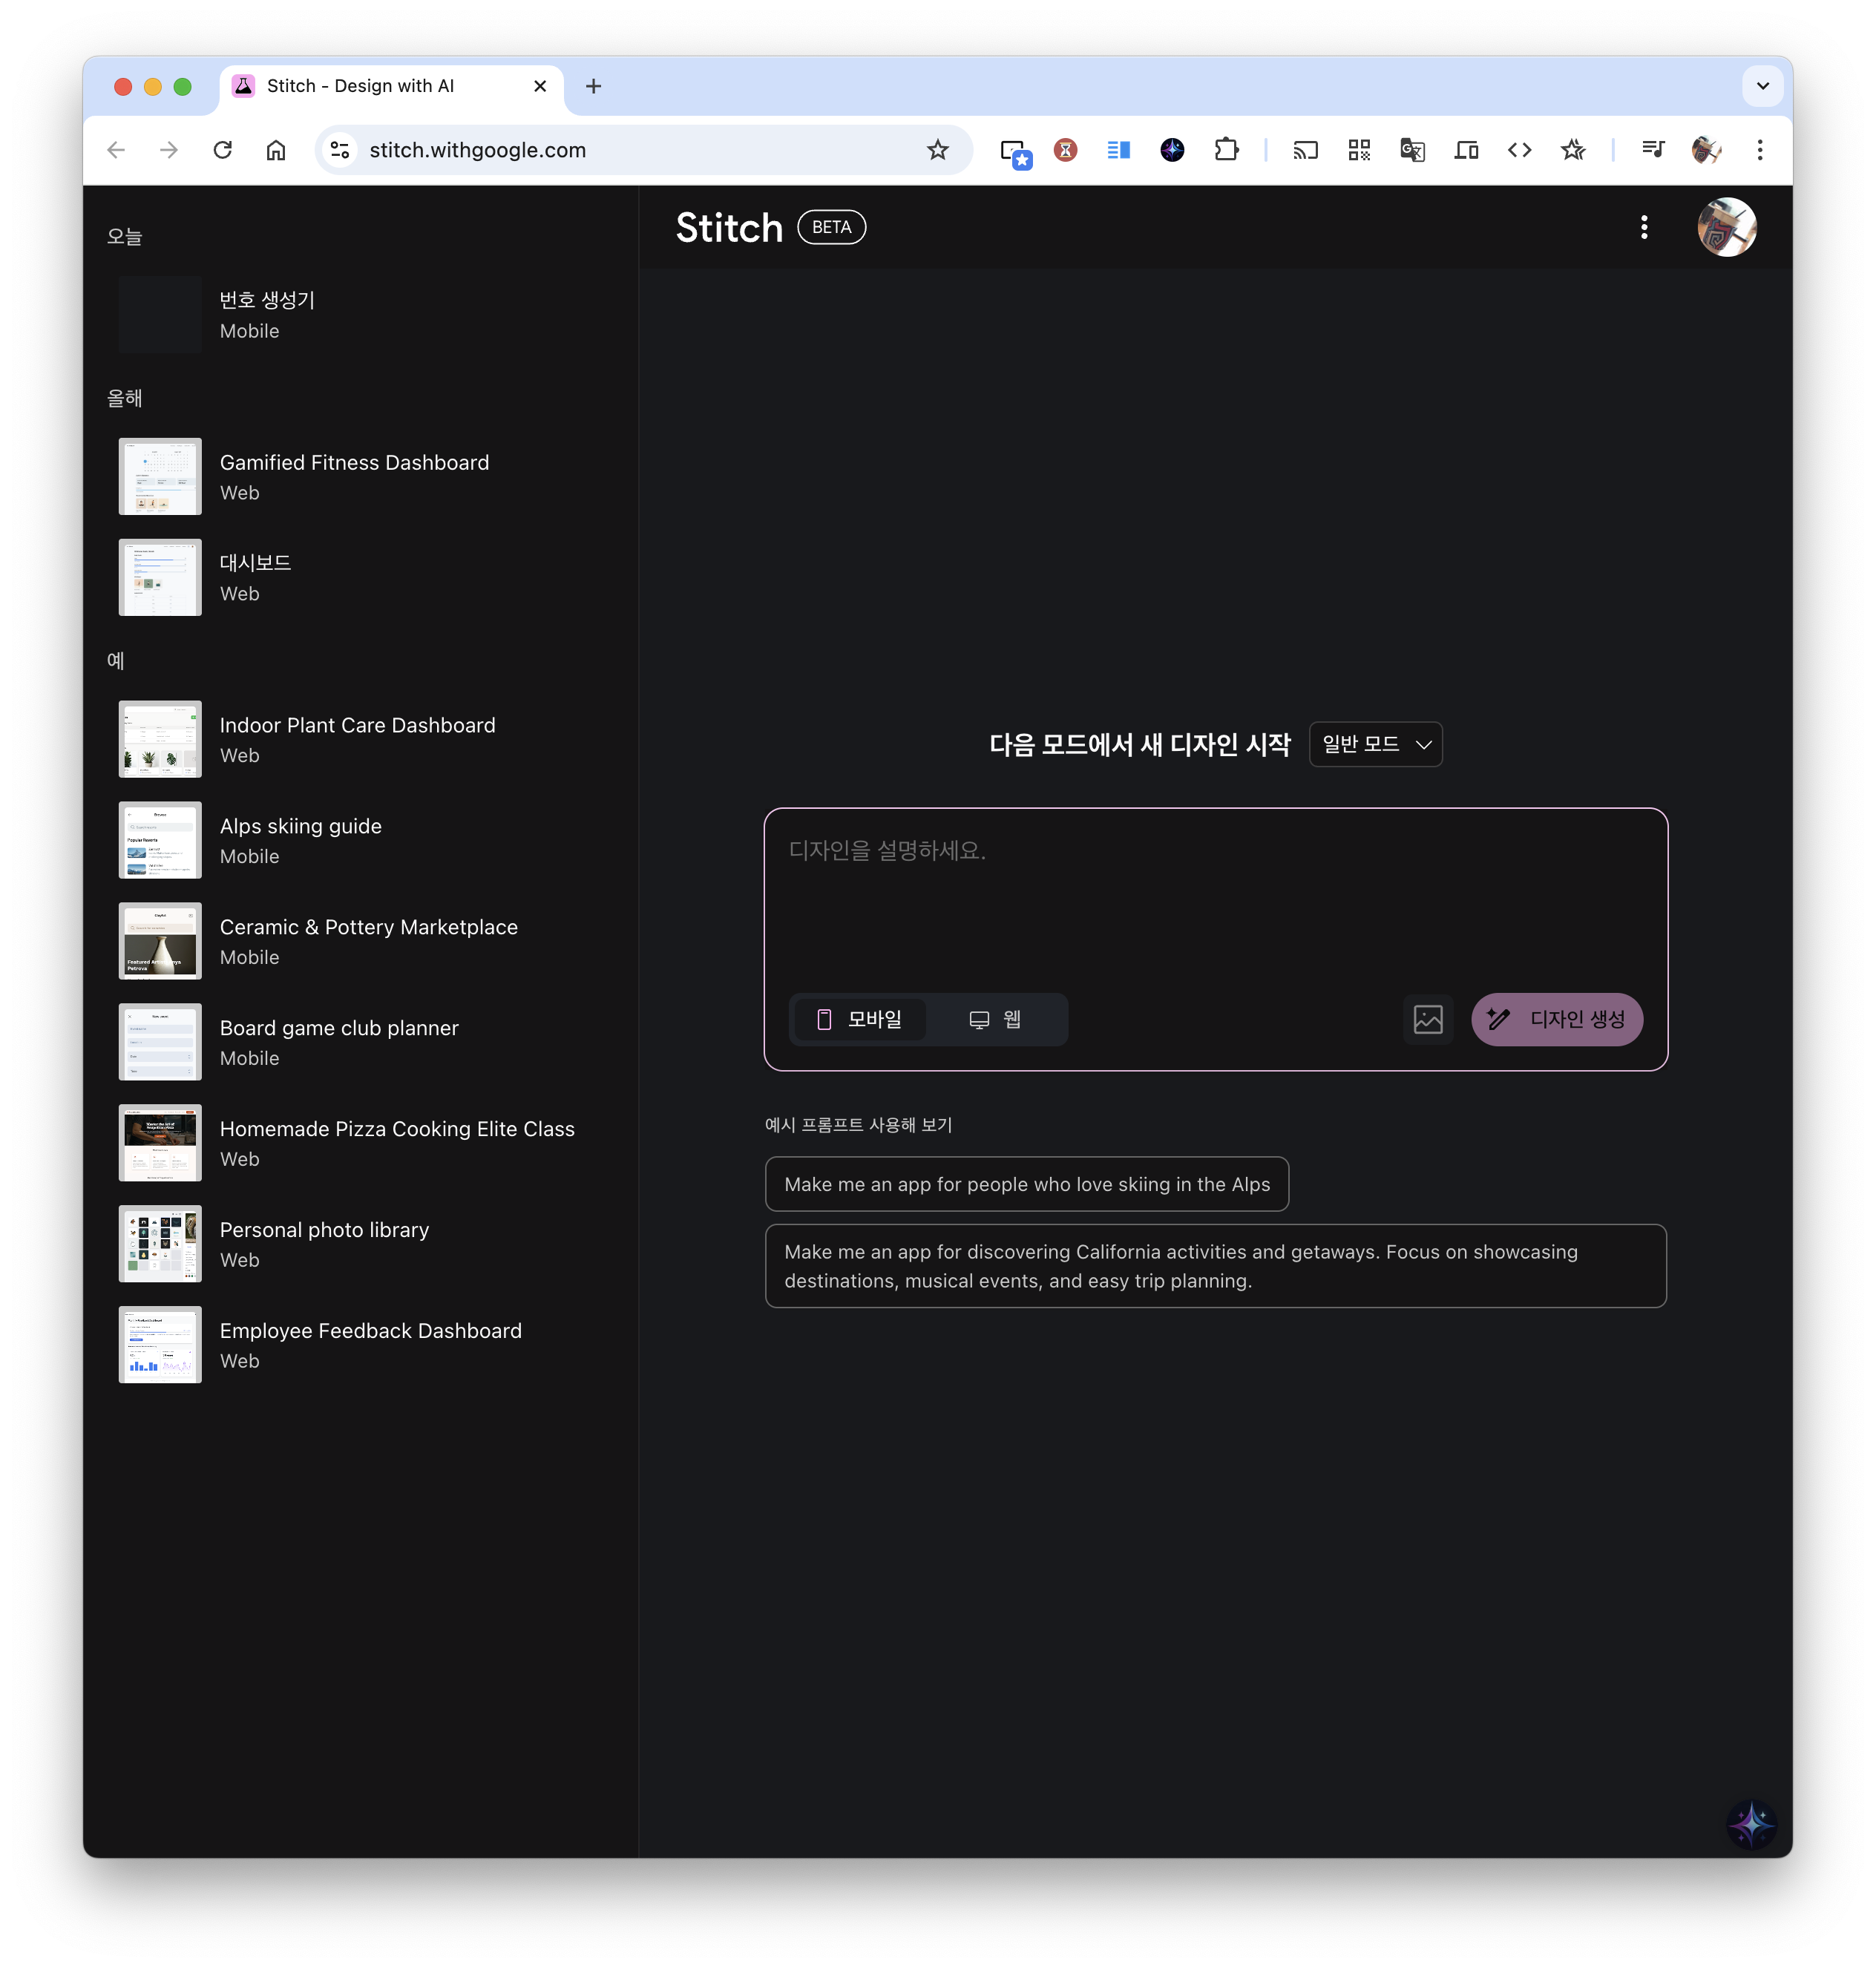 Stitch - Design with AI
stitch.withgoogle.com
오늘
번호 생성기
Mobile
올해
Gamified Fitness Dashboard
Web
대시보드
Web
예
Indoor Plant Care Dashboard
Web
Alps skiing guide
Mobile
Ceramic & Pottery Marketplace
Mobile
Board game club planner
Mobile
Homemade Pizza Cooking Elite Class
Web
Personal photo library
Web
Employee Feedback Dashboard
Web
Stitch BETA
다음 모드에서 새 디자인 시작 일반 모드
디자인을 설명하세요.
모바일 웹 디자인 생성
예시 프롬프트 사용해 보기
Make me an app for people who love skiing in the Alps
Make me an app for discovering California activities and getaways. Focus on showcasing
destinations, musical events, and easy trip planning.